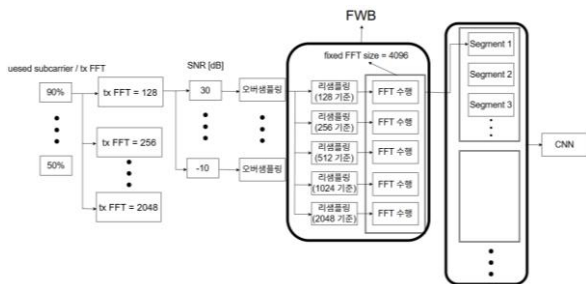 FWB
uesed subcarrier / tx FFT
SNR [dB]
fixed FFT size = 4096
90%
tx FFT = 128
30
오버샘플링
리샘플링
(128 기준)
FFT 수행
Segment 1
리샘플링
(256 기준)
FFT 수행
Segment 2
tx FFT = 256
리샘플링
(512 기준)
FFT 수행
Segment 3
50%
-10
오버샘플링
리샘플링
(1024 기준)
FFT 수행
CNN
tx FFT = 2048
리샘플링
(2048 기준)
FFT 수행